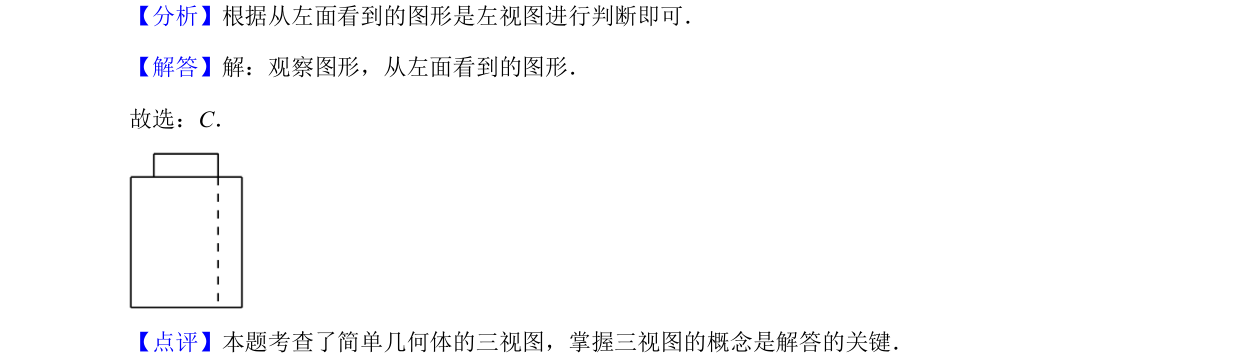 【分析】根据从左面看到的图形是左视图进行判断即可．
【解答】解：观察图形，从左面看到的图形．
故选：C．
【点评】本题考查了简单几何体的三视图，掌握三视图的概念是解答的关键．